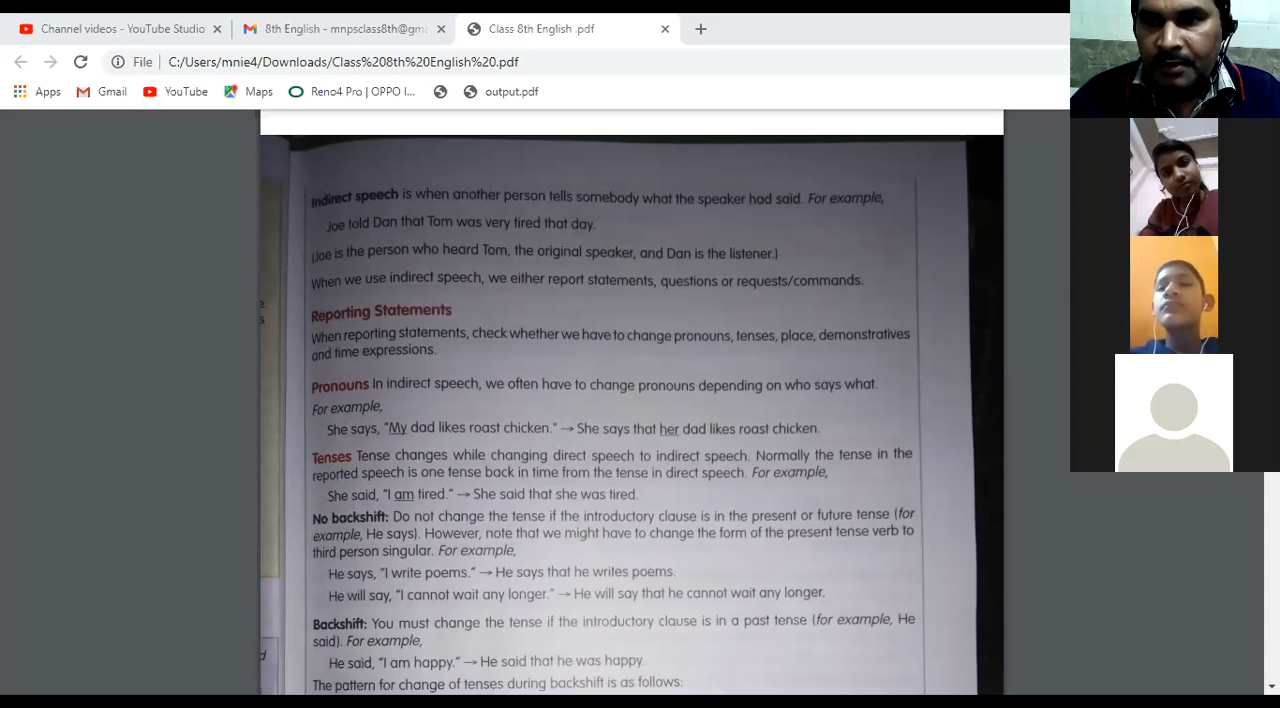 Channel videos - YouTube Studio
8th English - mnpsclass8th@gma
Class 8th English .pdf
File
C:/Users/mnie4/Downloads/Class%208th%20English%20.pdf
Apps
Gmail
YouTube
Maps
Reno4 Pro | OPPO I...
output.pdf
Indirect speech is when another person tells somebody what the speaker had said. For example,
Joe told Dan that Tom was very tired that day.
(Joe is the person who heard Tom, the original speaker, and Dan is the listener.)
When we use indirect speech, we either report statements, questions or requests/commands.
Reporting Statements
When reporting statements, check whether we have to change pronouns, tenses, place, demonstratives
and time expressions.
Pronouns In indirect speech, we often have to change pronouns depending on who says what.
For example,
She says, "My dad likes roast chicken." → She says that her dad likes roast chicken.
Tenses Tense changes while changing direct speech to indirect speech. Normally the tense in the
reported speech is one tense back in time from the tense in direct speech. For example,
She said, "I am tired." → She said that she was tired.
No backshift: Do not change the tense if the introductory clause is in the present or future tense (for
example, He says). However, note that we might have to change the form of the present tense verb to
third person singular. For example,
He says, "I write poems." → He says that he writes poems.
He will say, "I cannot wait any longer." → He will say that he cannot wait any longer.
Backshift: You must change the tense if the introductory clause is in a past tense (for example, He
said). For example,
He said, "I am happy." → He said that he was happy.
The pattern for change of tenses during backshift is as follows: